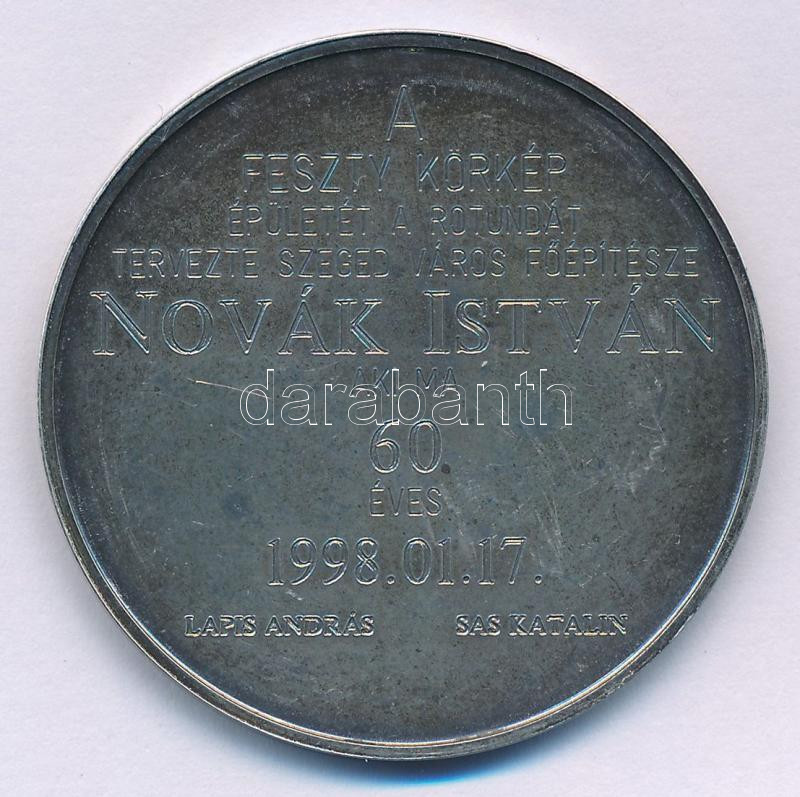 A
FESZTY KÖRKÉP
ÉPÜLETÉT A ROTUNDÁT
TERVEZTE SZEGED VÁROS FŐÉPÍTÉSZE
NOVÁK ISTVÁN
AKI MA
darabanth
60
ÉVES
1998.01.17.
LAPIS ANDRÁS SAS KATALIN